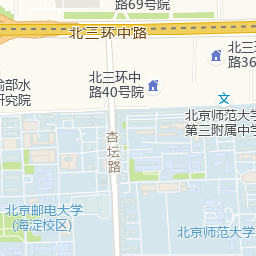 路69号院
北三环中路
北三
路36
北三环中
路40号院
输部水
研究院
文
北京师范大学
第三附属中学
杏坛路
北京邮电大学
(海淀校区)
北京师范大